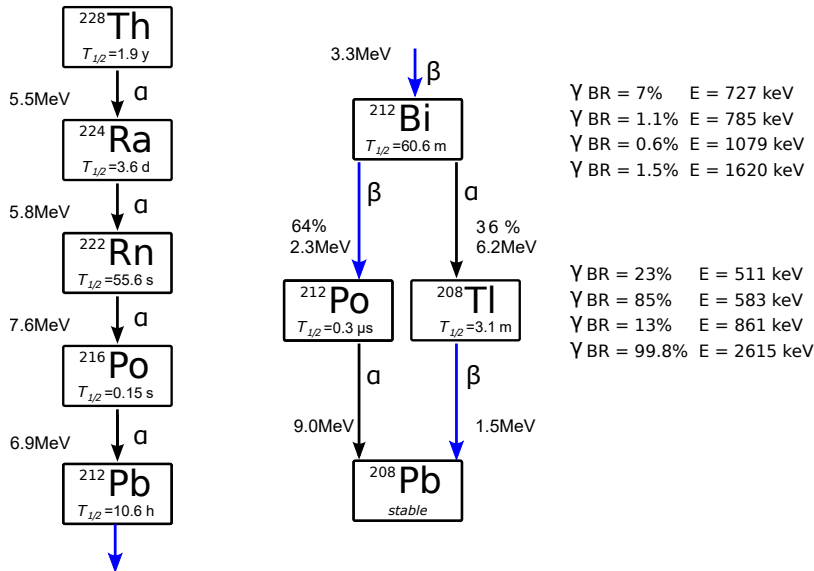 228Th
T1/2=1.9 y
5.5MeV α
224Ra
T1/2=3.6 d
5.8MeV α
222Rn
T1/2=55.6 s
7.6MeV α
216Po
T1/2=0.15 s
6.9MeV α
212Pb
T1/2=10.6 h
3.3MeV β
212Bi
T1/2=60.6 m
β α
64% 36 %
2.3MeV 6.2MeV
212Po 208Tl
T1/2=0.3 µs T1/2=3.1 m
α β
9.0MeV 1.5MeV
208Pb
stable
γ BR = 7% E = 727 keV
γ BR = 1.1% E = 785 keV
γ BR = 0.6% E = 1079 keV
γ BR = 1.5% E = 1620 keV
γ BR = 23% E = 511 keV
γ BR = 85% E = 583 keV
γ BR = 13% E = 861 keV
γ BR = 99.8% E = 2615 keV